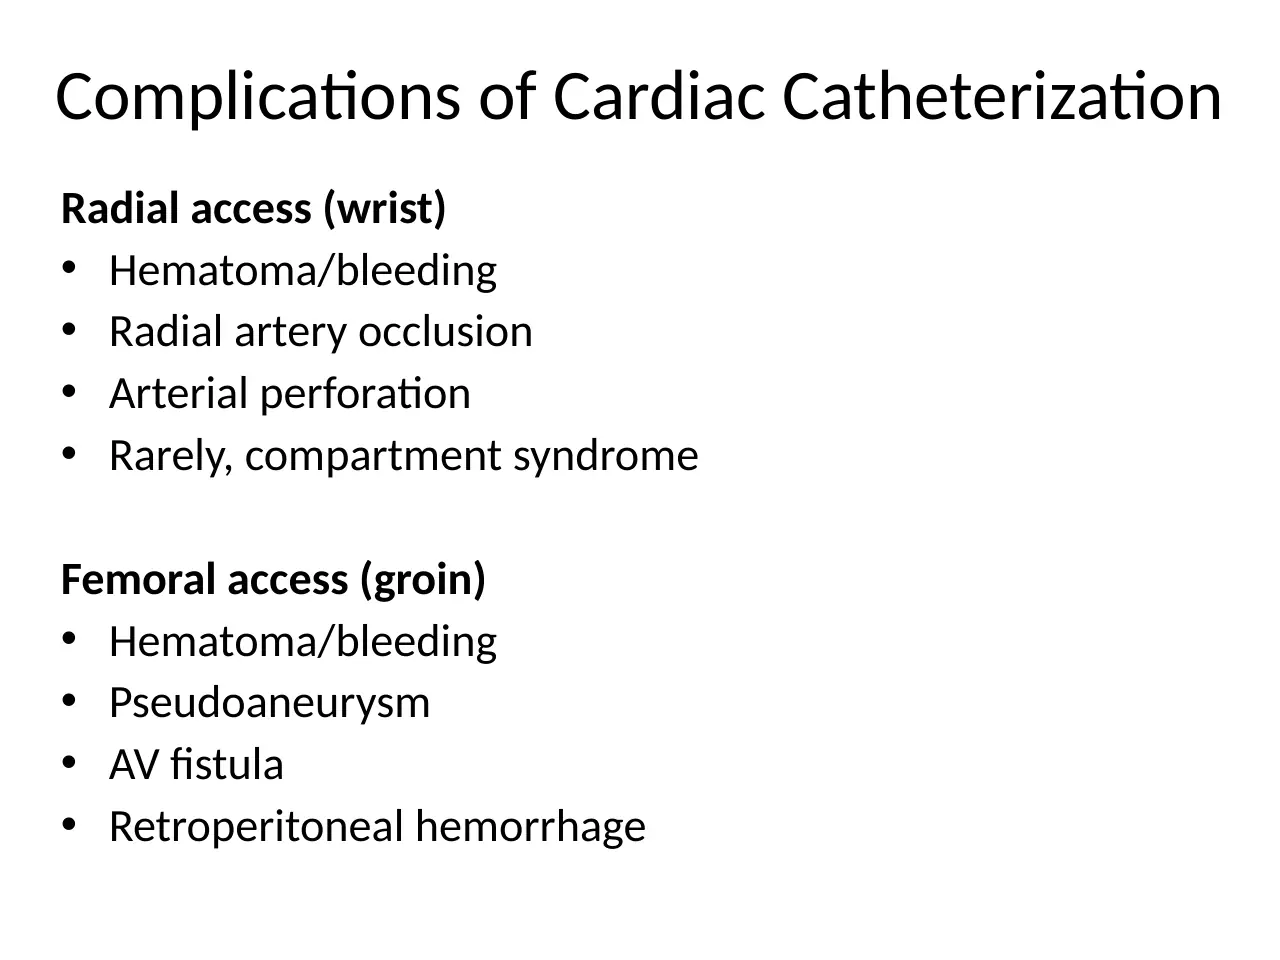 Complications of Cardiac Catheterization
Radial access (wrist)
• Hematoma/bleeding
• Radial artery occlusion
• Arterial perforation
• Rarely, compartment syndrome
Femoral access (groin)
• Hematoma/bleeding
• Pseudoaneurysm
• AV fistula
• Retroperitoneal hemorrhage